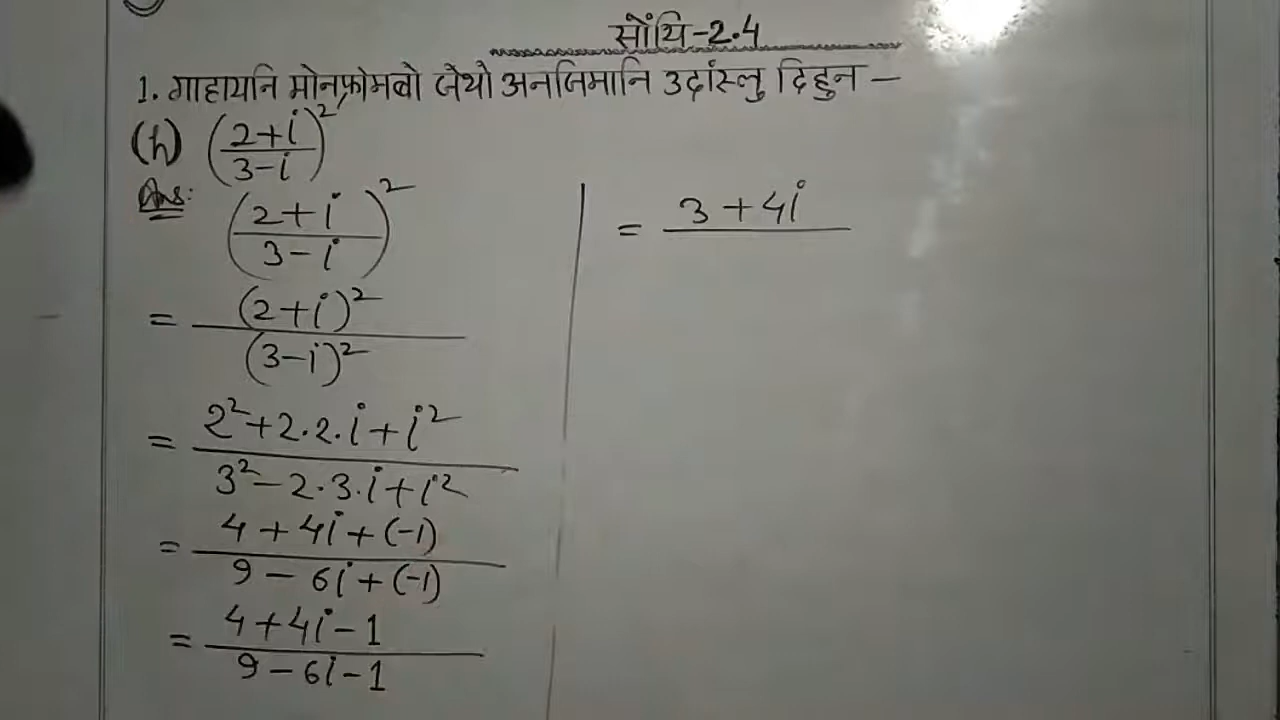 सोंथि-2.4
1. गाहायनि मोनफ्रोमबो जेथो अनजिमानि उदांस्लु दिहुन —
(h) (2+i / 3-i)²
Ans:
(2+i / 3-i)²
= (2+i)² / (3-i)²
= 2²+2.2.i+i² / 3²-2.3.i+i²
= 4+4i+(-1) / 9-6i+(-1)
= 4+4i-1 / 9-6i-1
= 3+4i